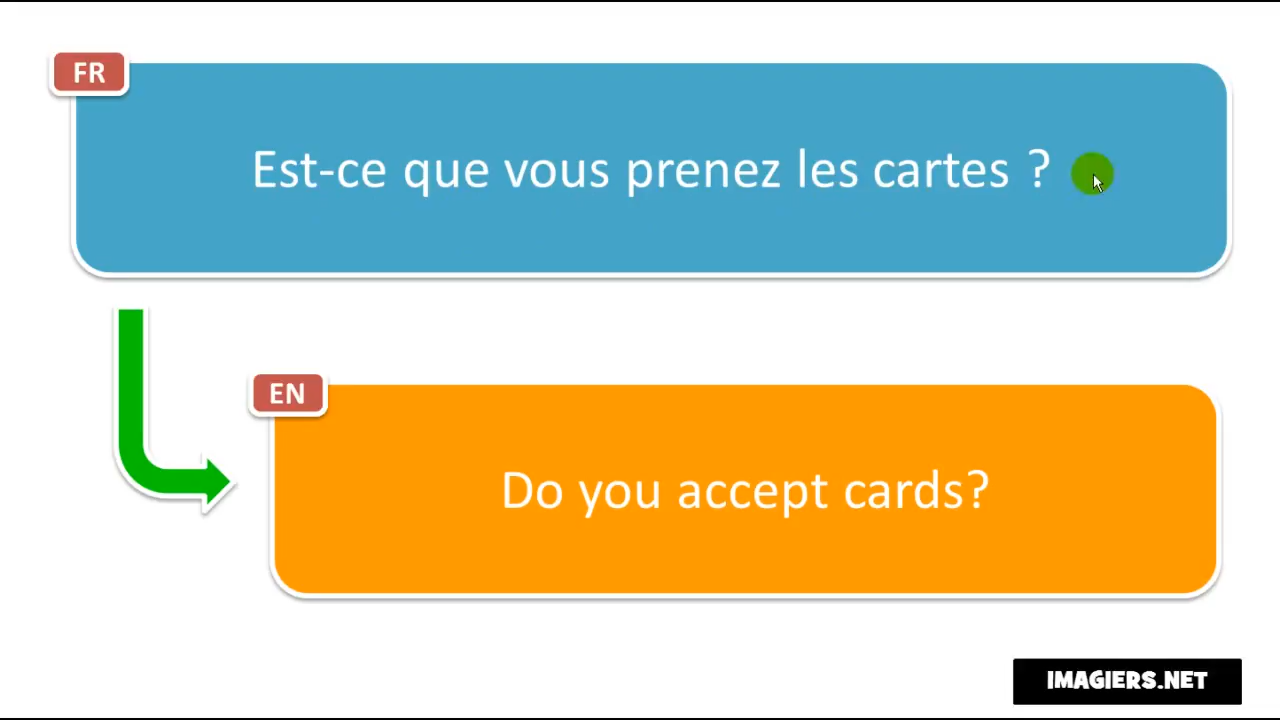 FR
Est-ce que vous prenez les cartes ?
EN
Do you accept cards?
IMAGIERS.NET